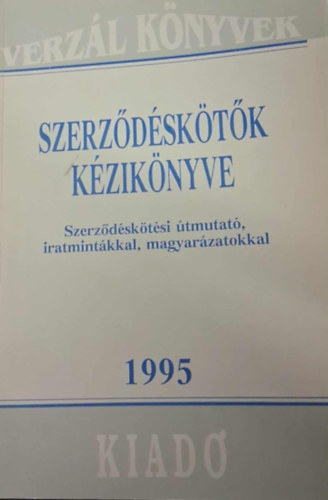 VERZÁL KÖNYVEK
SZERZŐDÉSKÖTŐK
KÉZIKÖNYVE
Szerződéskötési útmutató,
iratmintákkal, magyarázatokkal
1995
KIADÓ